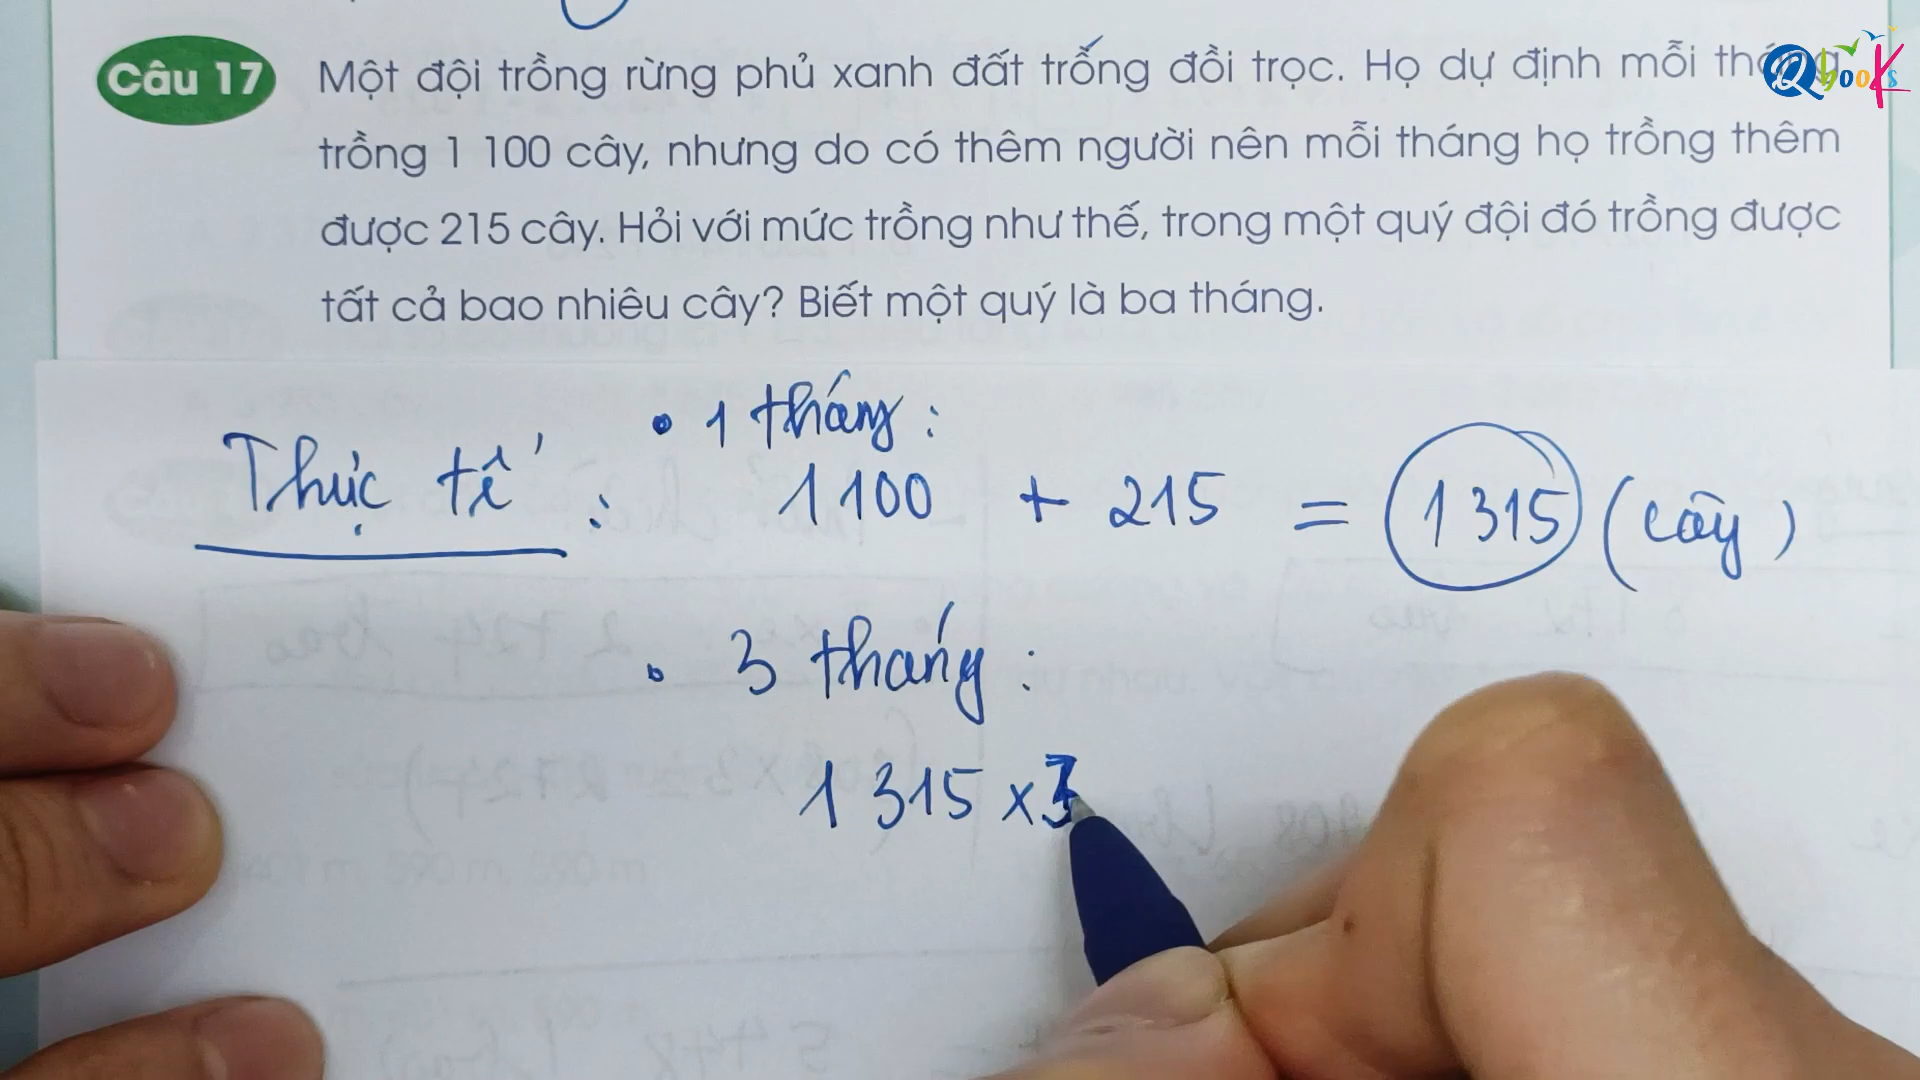 Câu 17 Một đội trồng rừng phủ xanh đất trống đồi trọc. Họ dự định mỗi tháng
trồng 1 100 cây, nhưng do có thêm người nên mỗi tháng họ trồng thêm
được 215 cây. Hỏi với mức trồng như thế, trong một quý đội đó trồng được
tất cả bao nhiêu cây? Biết một quý là ba tháng.
Qbooks
• 1 tháng:
Thực tế: 1100 + 215 = 1315 (cây)
• 3 tháng:
1315 x 3